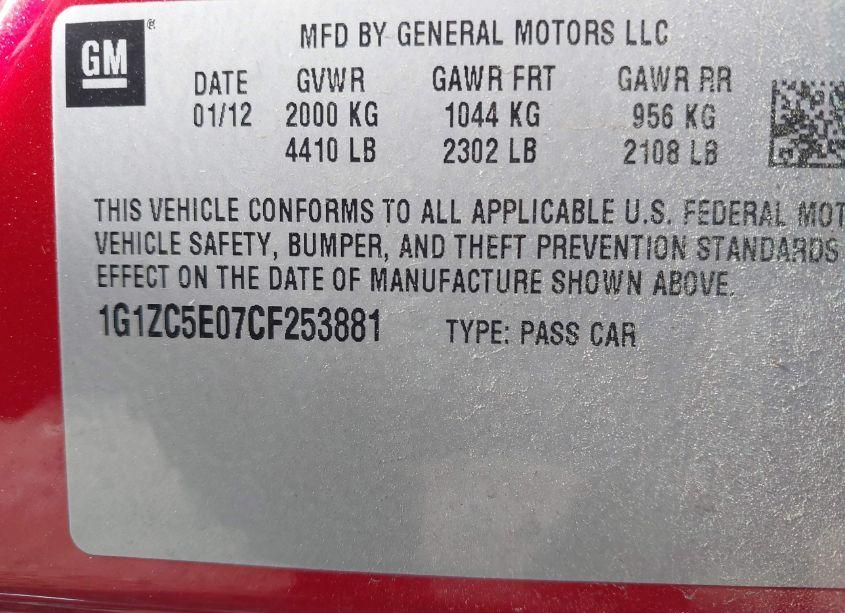 GM ®
MFD BY GENERAL MOTORS LLC
DATE GVWR GAWR FRT GAWR RR
01/12 2000 KG 1044 KG 956 KG
4410 LB 2302 LB 2108 LB
THIS VEHICLE CONFORMS TO ALL APPLICABLE U.S. FEDERAL MOT
VEHICLE SAFETY, BUMPER, AND THEFT PREVENTION STANDARDS
EFFECT ON THE DATE OF MANUFACTURE SHOWN ABOVE.
1G1ZC5E07CF253881 TYPE: PASS CAR